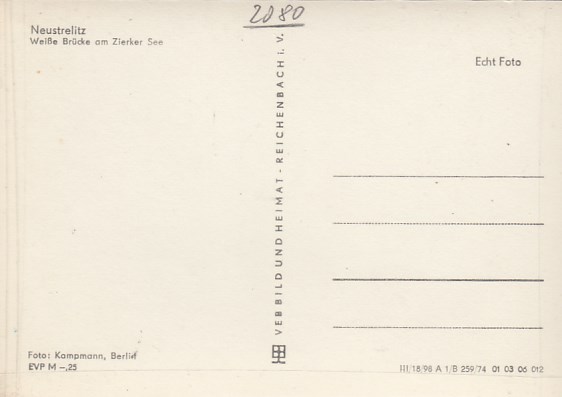 2080
Neustrelitz
Weiße Brücke am Zierker See
Echt Foto
VEB BILD UND HEIMAT - REICHENBACH i. V.
Foto: Kampmann, Berlin
EVP M –,25
III/18/98 A 1/B 259/74 01 03 06 012